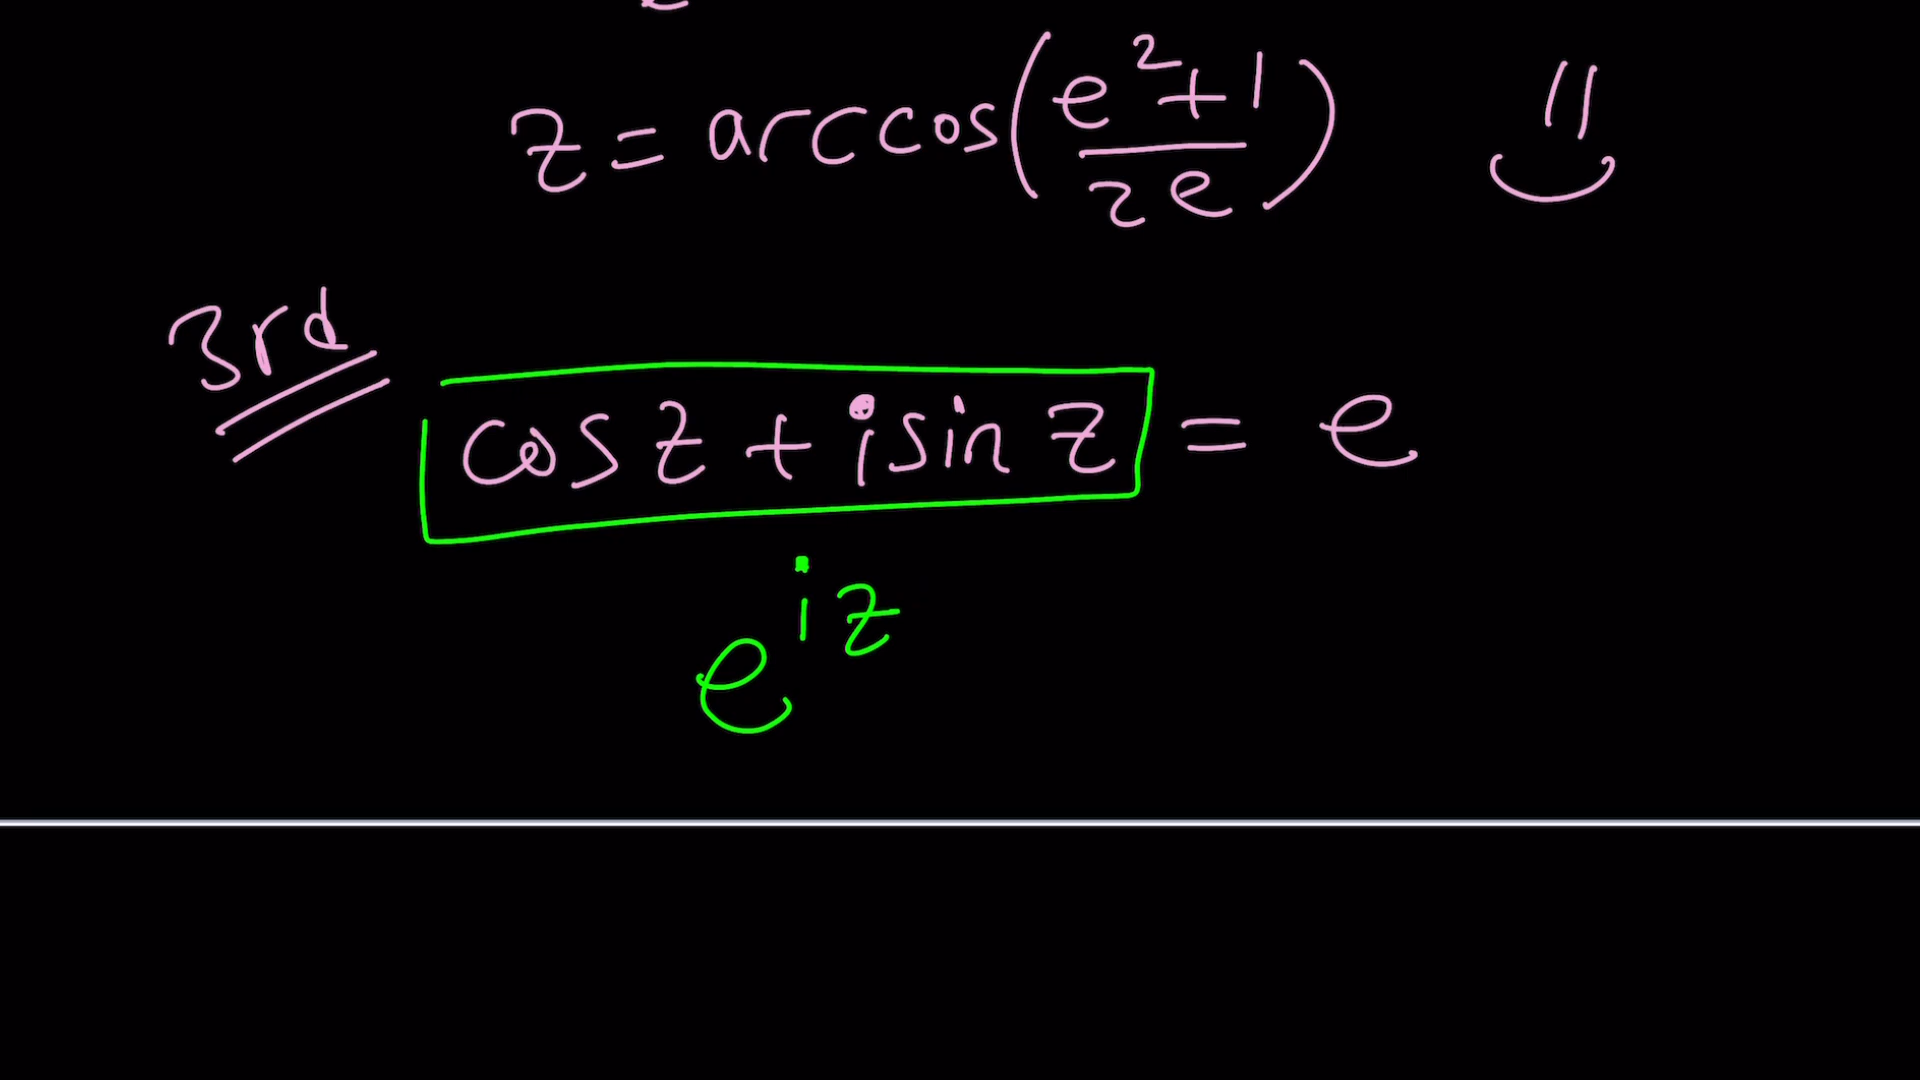 z = arccos(e²+1/2e)
3rd
cos z + i sin z = e
e^{iz}